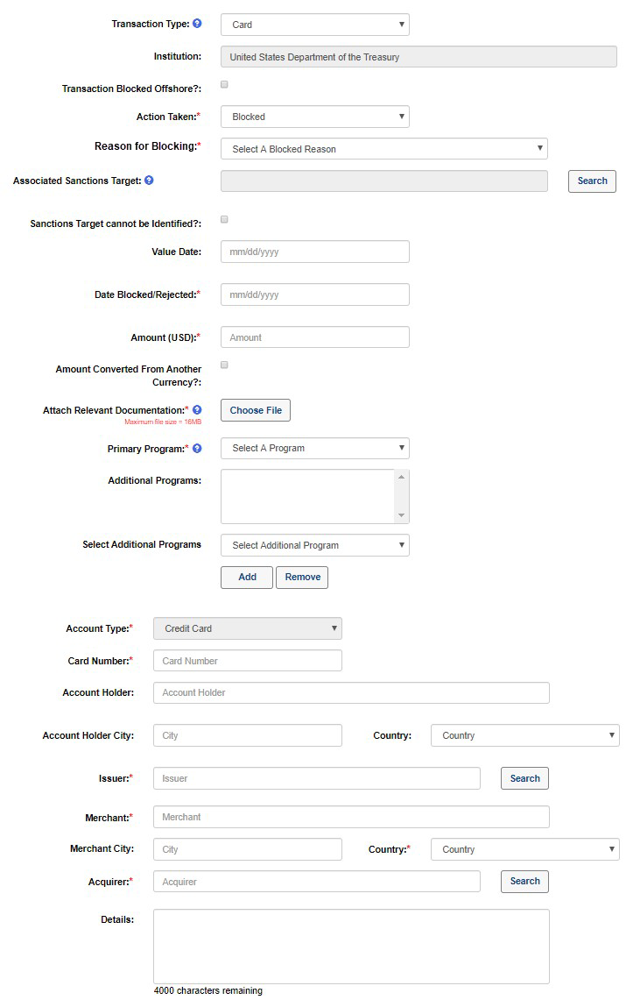 Transaction Type: ? Card
Institution: United States Department of the Treasury
Transaction Blocked Offshore?:
Action Taken:* Blocked
Reason for Blocking:* Select A Blocked Reason
Associated Sanctions Target: ? Search
Sanctions Target cannot be Identified?:
Value Date: mm/dd/yyyy
Date Blocked/Rejected:* mm/dd/yyyy
Amount (USD):* Amount
Amount Converted From Another
Currency?:
Attach Relevant Documentation:* ? Choose File
Maximum file size = 16MB
Primary Program:* ? Select A Program
Additional Programs:
Select Additional Programs Select Additional Program
Add Remove
Account Type:* Credit Card
Card Number:* Card Number
Account Holder: Account Holder
Account Holder City: City Country: Country
Issuer:* Issuer Search
Merchant:* Merchant
Merchant City: City Country:* Country
Acquirer:* Acquirer Search
Details:
4000 characters remaining